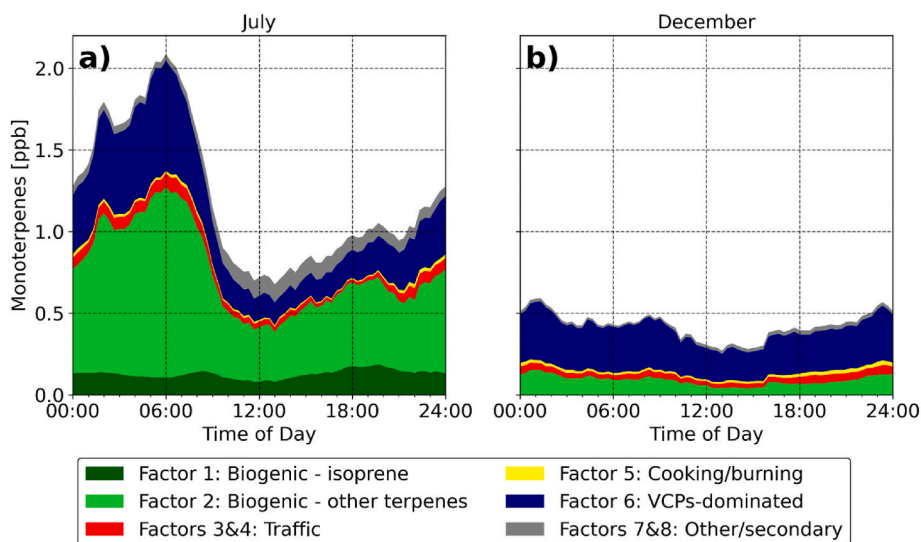 July
December
a)
b)
Monoterpenes [ppb]
2.0
1.5
1.0
0.5
0.0
00:00 06:00 12:00 18:00 24:00
00:00 06:00 12:00 18:00 24:00
Time of Day
Time of Day
Factor 1: Biogenic - isoprene
Factor 2: Biogenic - other terpenes
Factors 3&4: Traffic
Factor 5: Cooking/burning
Factor 6: VCPs-dominated
Factors 7&8: Other/secondary